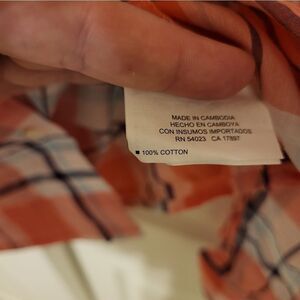 MADE IN CAMBODIA
HECHO EN CAMBOYA
CON INSUMOS IMPORTADOS
RN 54023 CA 17897
■ 100% COTTON